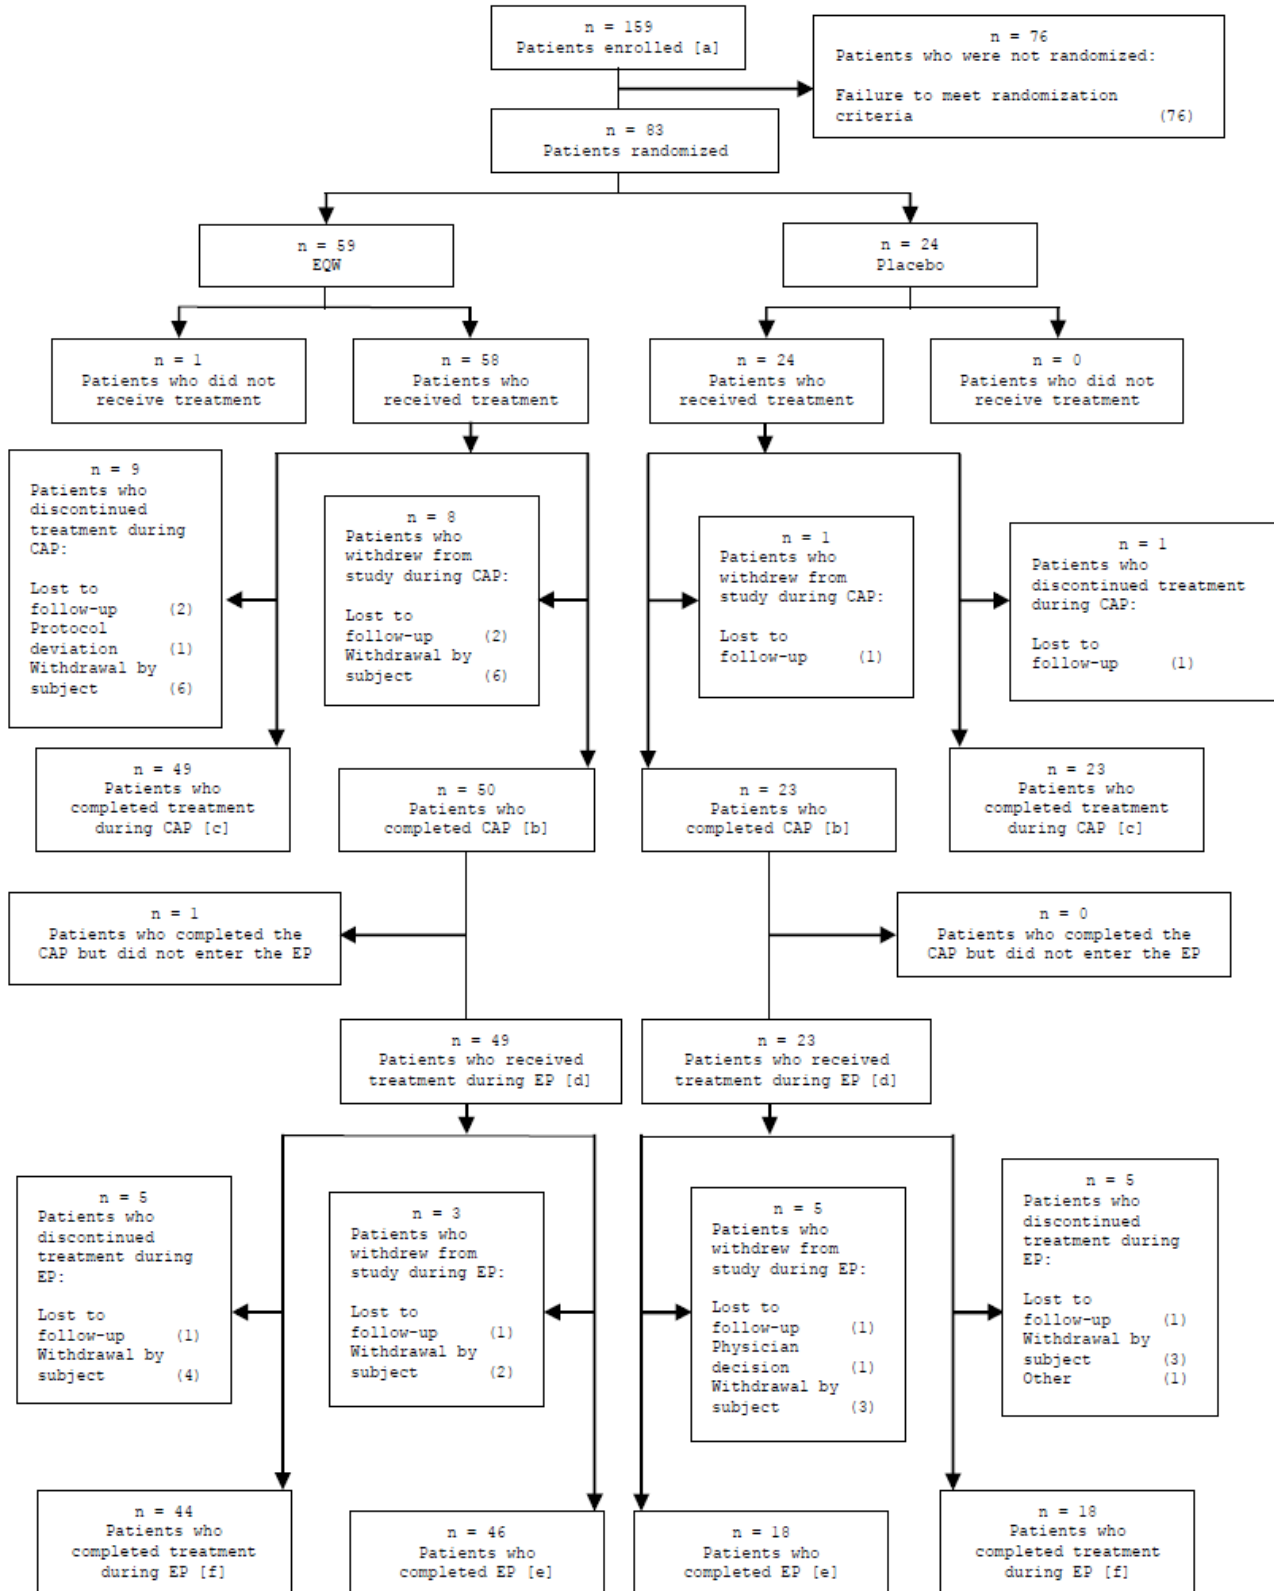 n = 159
Patients enrolled [a]
n = 76
Patients who were not randomized:
Failure to meet randomization
criteria (76)
n = 83
Patients randomized
n = 59
EQW
n = 24
Placebo
n = 1
Patients who did not
receive treatment
n = 58
Patients who
received treatment
n = 24
Patients who
received treatment
n = 0
Patients who did not
receive treatment
n = 9
Patients who
discontinued
treatment during
CAP:
Lost to
follow-up (2)
Protocol
deviation (1)
Withdrawal by
subject (6)
n = 8
Patients who
withdrew from
study during CAP:
Lost to
follow-up (2)
Withdrawal by
subject (6)
n = 1
Patients who
withdrew from
study during CAP:
Lost to
follow-up (1)
n = 1
Patients who
discontinued treatment
during CAP:
Lost to
follow-up (1)
n = 49
Patients who
completed treatment
during CAP [c]
n = 50
Patients who
completed CAP [b]
n = 23
Patients who
completed CAP [b]
n = 23
Patients who
completed treatment
during CAP [c]
n = 1
Patients who completed the
CAP but did not enter the EP
n = 0
Patients who completed the
CAP but did not enter the EP
n = 49
Patients who received
treatment during EP [d]
n = 23
Patients who received
treatment during EP [d]
n = 5
Patients who
discontinued
treatment during
EP:
Lost to
follow-up (1)
Withdrawal by
subject (4)
n = 3
Patients who
withdrew from
study during EP:
Lost to
follow-up (1)
Withdrawal by
subject (2)
n = 5
Patients who
withdrew from
study during EP:
Lost to
follow-up (1)
Physician
decision (1)
Withdrawal by
subject (3)
n = 5
Patients who
discontinued
treatment during
EP:
Lost to
follow-up (1)
Withdrawal by
subject (3)
Other (1)
n = 44
Patients who
completed treatment
during EP [f]
n = 46
Patients who
completed EP [e]
n = 18
Patients who
completed EP [e]
n = 18
Patients who
completed treatment
during EP [f]